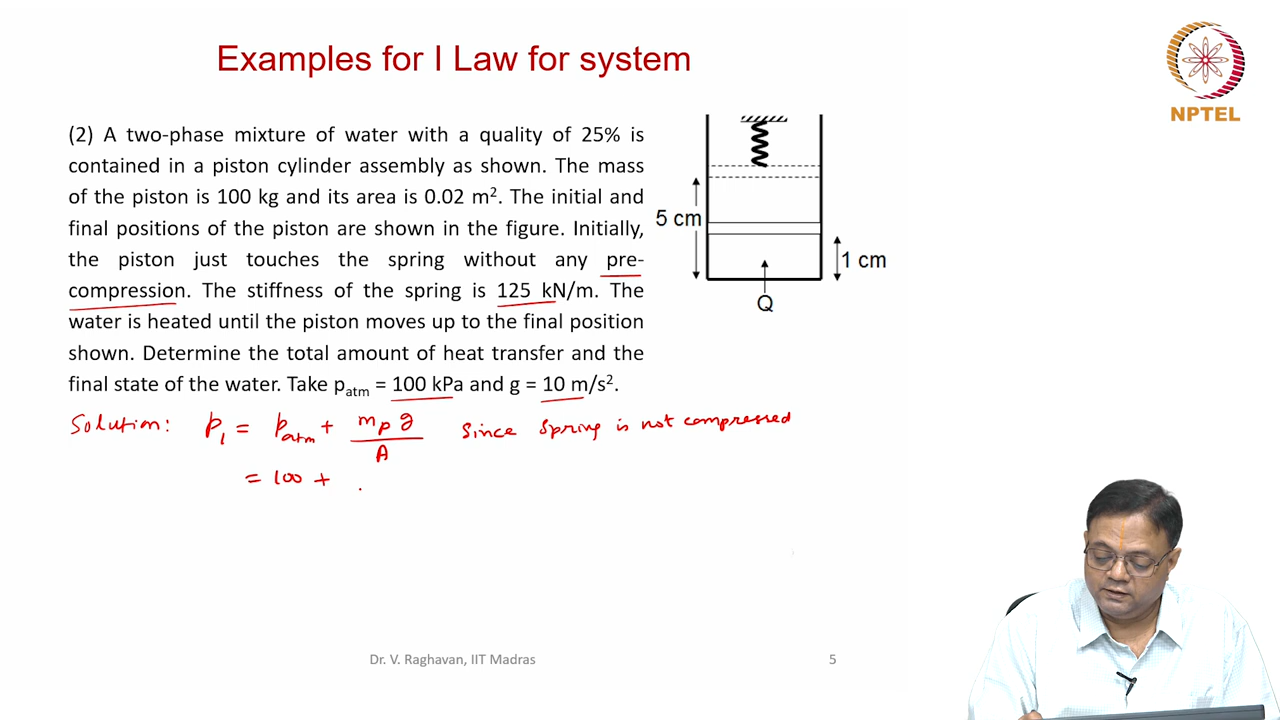 Examples for I Law for system
NPTEL
(2) A two-phase mixture of water with a quality of 25% is
contained in a piston cylinder assembly as shown. The mass
of the piston is 100 kg and its area is 0.02 m². The initial and
final positions of the piston are shown in the figure. Initially,
the piston just touches the spring without any pre-
compression. The stiffness of the spring is 125 kN/m. The
water is heated until the piston moves up to the final position
shown. Determine the total amount of heat transfer and the
final state of the water. Take pₐₜₘ = 100 kPa and g = 10 m/s².
5 cm
1 cm
Q
Solution: p₁ = pₐₜₘ + mₚg / A since spring is not compressed
= 100 +
Dr. V. Raghavan, IIT Madras
5